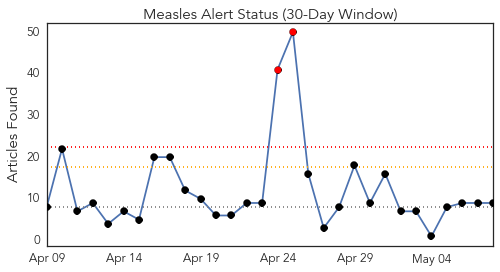 Measles Alert Status (30-Day Window)
Articles Found
50
40
30
20
10
0
Apr 09
Apr 14
Apr 19
Apr 24
Apr 29
May 04